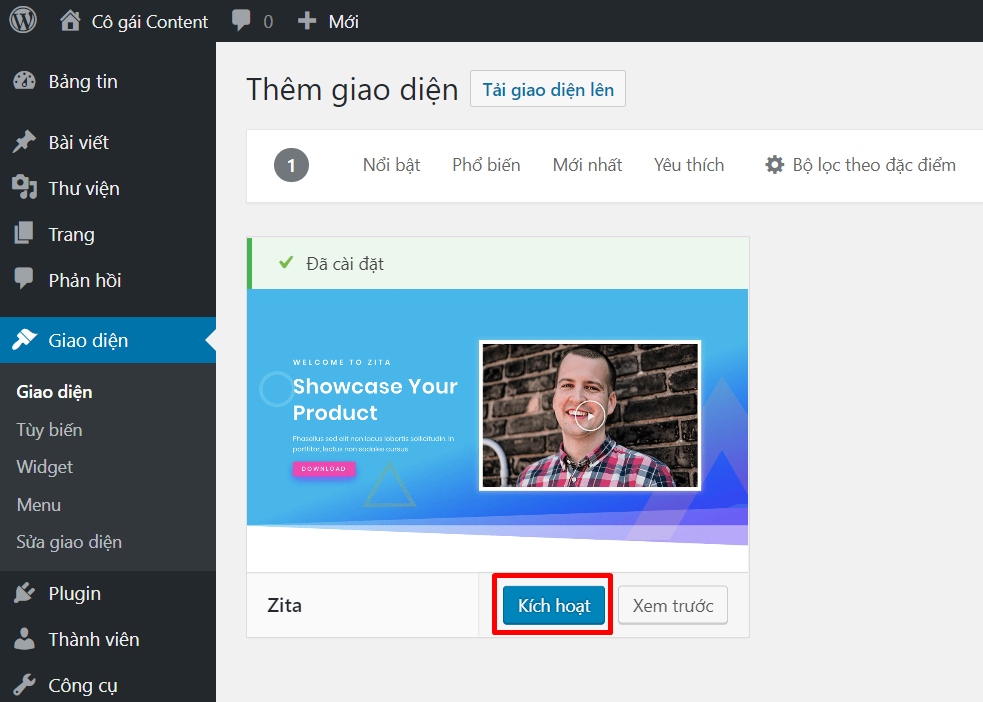 Cô gái Content 0 Mới
Bảng tin
Bài viết
Thư viện
Trang
Phản hồi
Giao diện
Giao diện
Tùy biến
Widget
Menu
Sửa giao diện
Plugin
Thành viên
Công cụ
Thêm giao diện Tải giao diện lên
1 Nổi bật Phổ biến Mới nhất Yêu thích Bộ lọc theo đặc điểm
Đã cài đặt
WELCOME TO ZITA
Showcase Your
Product
Phasellus sed elit non lacus lobortis sollicitudin. In
porttitor, lectus non sodales cursus
DOWNLOAD
Zita Kích hoạt Xem trước